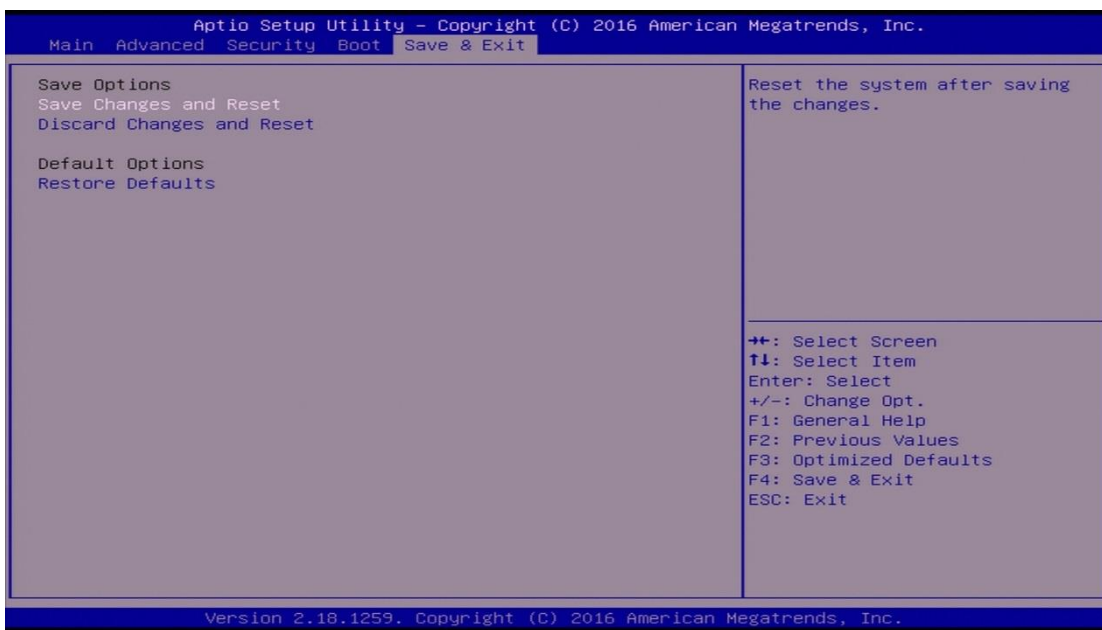 Aptio Setup Utility – Copyright (C) 2016 American Megatrends, Inc.
Main Advanced Security Boot Save & Exit
Save Options
Save Changes and Reset
Discard Changes and Reset
Default Options
Restore Defaults
Reset the system after saving
the changes.
→←: Select Screen
↑↓: Select Item
Enter: Select
+/-: Change Opt.
F1: General Help
F2: Previous Values
F3: Optimized Defaults
F4: Save & Exit
ESC: Exit
Version 2.18.1259. Copyright (C) 2016 American Megatrends, Inc.